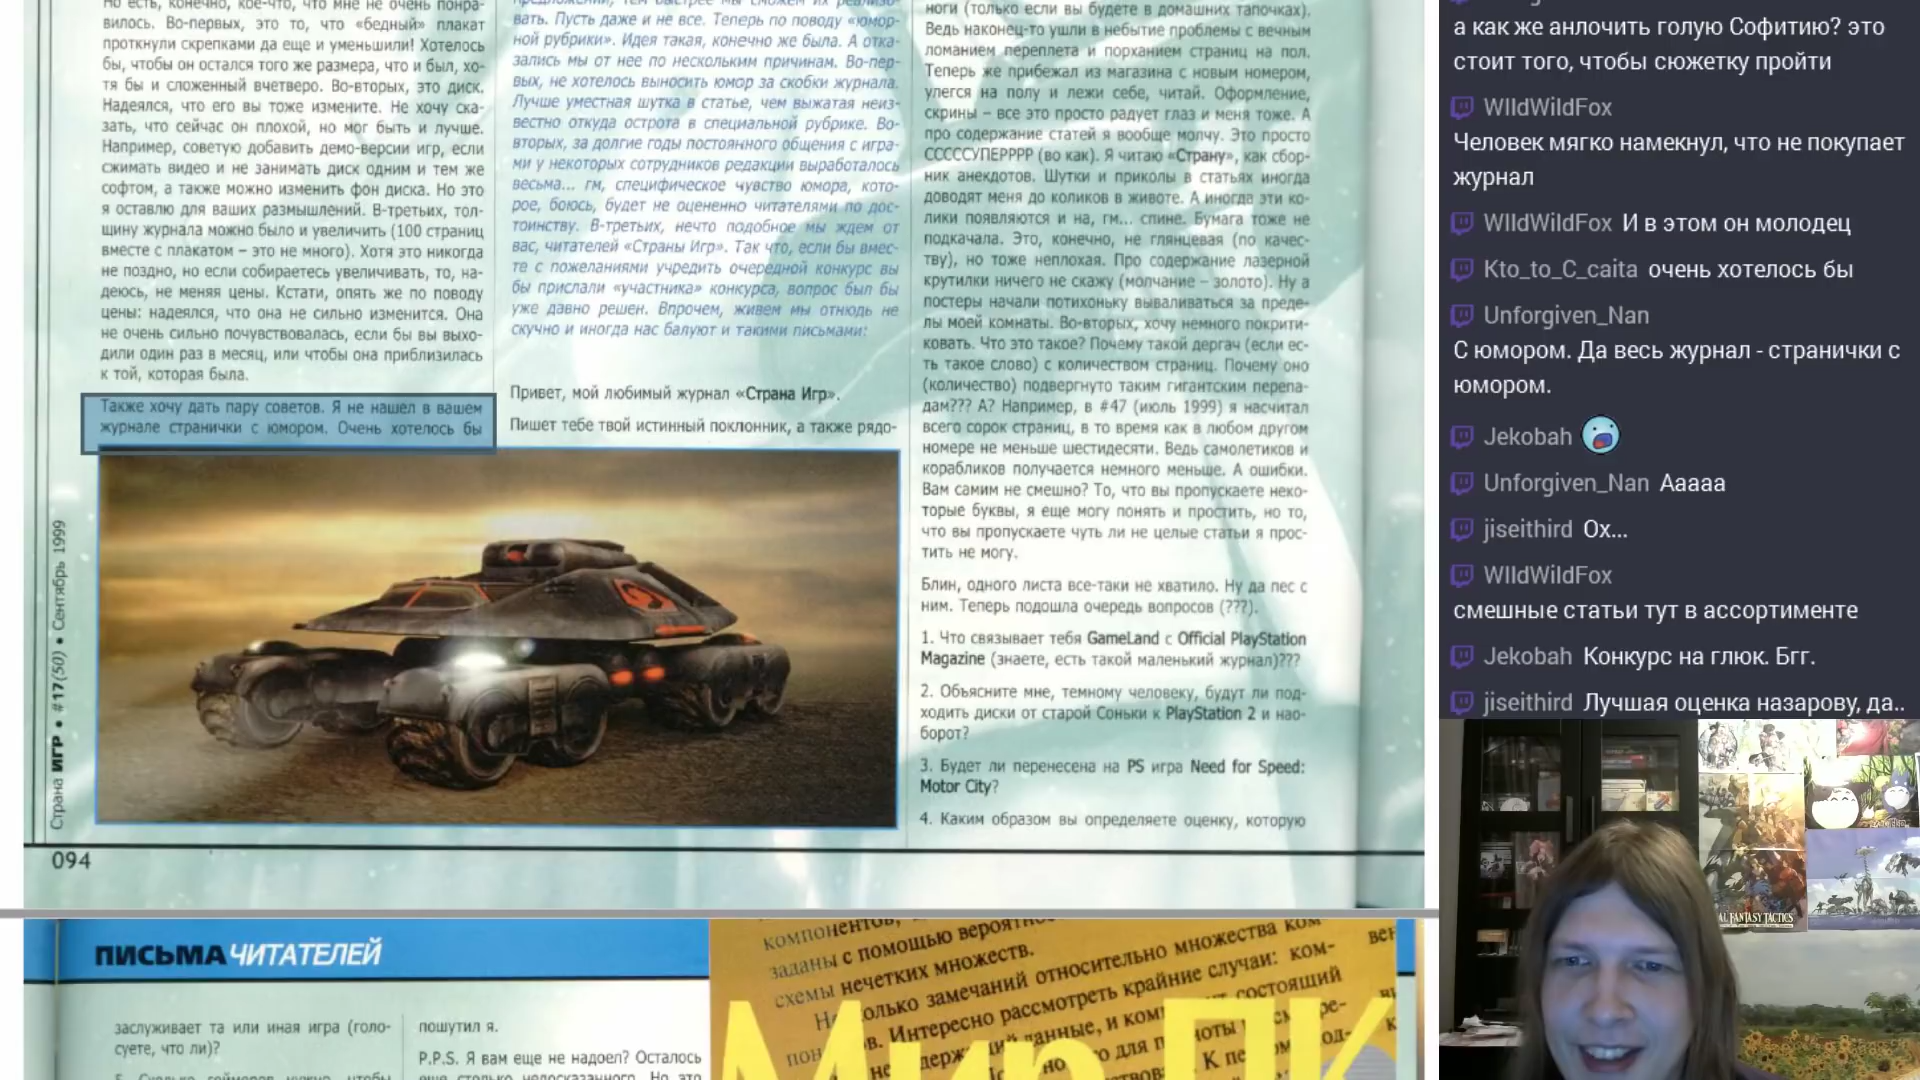 Но есть, конечно, кое-что, что мне не очень понра-
вилось. Во-первых, это то, что «бедный» плакат
проткнули скрепками да еще и уменьшили! Хотелось
бы, чтобы он остался того же размера, что и был, хо-
тя бы и сложенный вчетверо. Во-вторых, это диск.
Надеялся, что его вы тоже измените. Не хочу ска-
зать, что сейчас он плохой, но мог быть и лучше.
Например, советую добавить демо-версии игр, если
сжимать видео и не занимать диск одним и тем же
софтом, а также можно изменить фон диска. Но это
я оставлю для ваших размышлений. В-третьих, тол-
щину журнала можно было и увеличить (100 страниц
вместе с плакатом – это не много). Хотя это никогда
не поздно, но если собираетесь увеличивать, то, на-
деюсь, не меняя цены. Кстати, опять же по поводу
цены: надеялся, что она не сильно изменится. Она
не очень сильно почувствовалась, если бы вы выхо-
дили один раз в месяц, или чтобы она приблизилась
к той, которая была.
Также хочу дать пару советов. Я не нашел в вашем
журнале странички с юмором. Очень хотелось бы
предложений, тем быстрее мы сможем их реализо-
вать. Пусть даже и не все. Теперь по поводу «юмор-
ной рубрики». Идея такая, конечно же была. А отка-
зались мы от нее по нескольким причинам. Во-пер-
вых, не хотелось выносить юмор за скобки журнала.
Лучше уместная шутка в статье, чем выжатая неиз-
вестно откуда острота в специальной рубрике. Во-
вторых, за долгие годы постоянного общения с игра-
ми у некоторых сотрудников редакции выработалось
весьма... гм, специфическое чувство юмора, кото-
рое, боюсь, будет не оценено читателями по дос-
тоинству. В-третьих, нечто подобное мы ждем от
вас, читателей «Страны Игр». Так что, если бы вмес-
те с пожеланиями учредить очередной конкурс вы
бы прислали «участника» конкурса, вопрос был бы
уже давно решен. Впрочем, живем мы отнюдь не
скучно и иногда нас балуют и такими письмами:
Привет, мой любимый журнал «Страна Игр».
Пишет тебе твой истинный поклонник, а также рядо-
ноги (только если вы будете в домашних тапочках).
Ведь наконец-то ушли в небытие проблемы с вечным
ломанием переплета и порханием страниц на пол.
Теперь же прибежал из магазина с новым номером,
улегся на полу и лежи себе, читай. Оформление,
скрины – все это просто радует глаз и меня тоже. А
про содержание статей я вообще молчу. Это просто
СССССУПЕРРРР (во как). Я читаю «Страну», как сбор-
ник анекдотов. Шутки и приколы в статьях иногда
доводят меня до коликов в животе. А иногда эти ко-
лики появляются и на, гм... спине. Бумага тоже не
подкачала. Это, конечно, не глянцевая (по качес-
тву), но тоже неплохая. Про содержание лазерной
крутилки ничего не скажу (молчание – золото). Ну а
постеры начали потихоньку вываливаться за преде-
лы моей комнаты. Во-вторых, хочу немного покрити-
ковать. Что это такое? Почему такой дергач (если ес-
ть такое слово) с количеством страниц. Почему оно
(количество) подвергнуто таким гигантским перепа-
дам??? А? Например, в #47 (июль 1999) я насчитал
всего сорок страниц, в то время как в любом другом
номере не меньше шестидесяти. Ведь самолетиков и
корабликов получается немного меньше. А ошибки.
Вам самим не смешно? То, что вы пропускаете неко-
торые буквы, я еще могу понять и простить, но то,
что вы пропускаете чуть ли не целые статьи я прос-
тить не могу.
Блин, одного листа все-таки не хватило. Ну да пес с
ним. Теперь подошла очередь вопросов (???).
1. Что связывает тебя GameLand с Official PlayStation
Magazine (знаете, есть такой маленький журнал)???
2. Объясните мне, темному человеку, будут ли под-
ходить диски от старой Соньки к PlayStation 2 и нао-
борот?
3. Будет ли перенесена на PS игра Need for Speed:
Motor City?
4. Каким образом вы определяете оценку, которую
Страна ИГР • #17(50) • Сентябрь 1999
094
ПИСЬМА ЧИТАТЕЛЕЙ
заслуживает та или иная игра (голо-
суете, что ли)?
5. Сколько геймеров нужно, чтобы
пошутил я.
P.P.S. Я вам еще не надоел? Осталось
еще столько недосказанного. Но это
компонентов,
заданы с помощью
схемы нечетких множеств.
колько замечаний относительно множества ком-
в. Интересно рассмотреть крайние случаи: ком-
данные, и
состоящий
Мир ПК
а как же анлочить голую Софитию? это
стоит того, чтобы сюжетку пройти
WIldWildFox
Человек мягко намекнул, что не покупает
журнал
WIldWildFox И в этом он молодец
Kto_to_C_caita очень хотелось бы
Unforgiven_Nan
С юмором. Да весь журнал - странички с
юмором.
Jekobah
Unforgiven_Nan Ааааа
jiseithird Ох...
WIldWildFox
смешные статьи тут в ассортименте
Jekobah Конкурс на глюк. Бгг.
jiseithird Лучшая оценка назарову, да..
AL FANTASY TACTICS